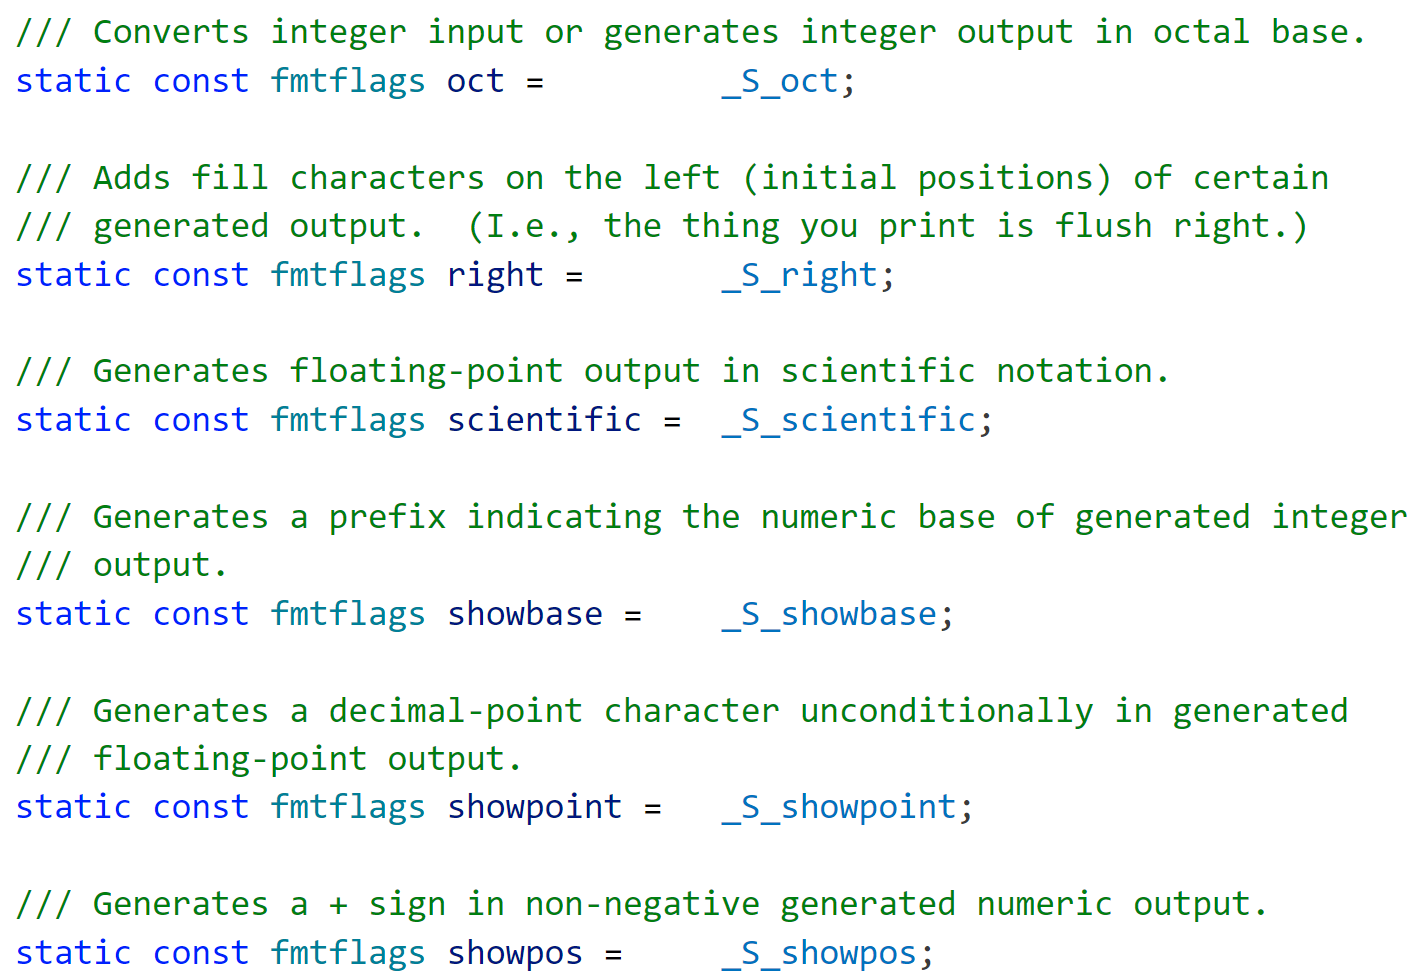 /// Converts integer input or generates integer output in octal base.
static const fmtflags oct =         _S_oct;
/// Adds fill characters on the left (initial positions) of certain
/// generated output.  (I.e., the thing you print is flush right.)
static const fmtflags right =       _S_right;
/// Generates floating-point output in scientific notation.
static const fmtflags scientific =  _S_scientific;
/// Generates a prefix indicating the numeric base of generated integer
/// output.
static const fmtflags showbase =    _S_showbase;
/// Generates a decimal-point character unconditionally in generated
/// floating-point output.
static const fmtflags showpoint =   _S_showpoint;
/// Generates a + sign in non-negative generated numeric output.
static const fmtflags showpos =     _S_showpos;